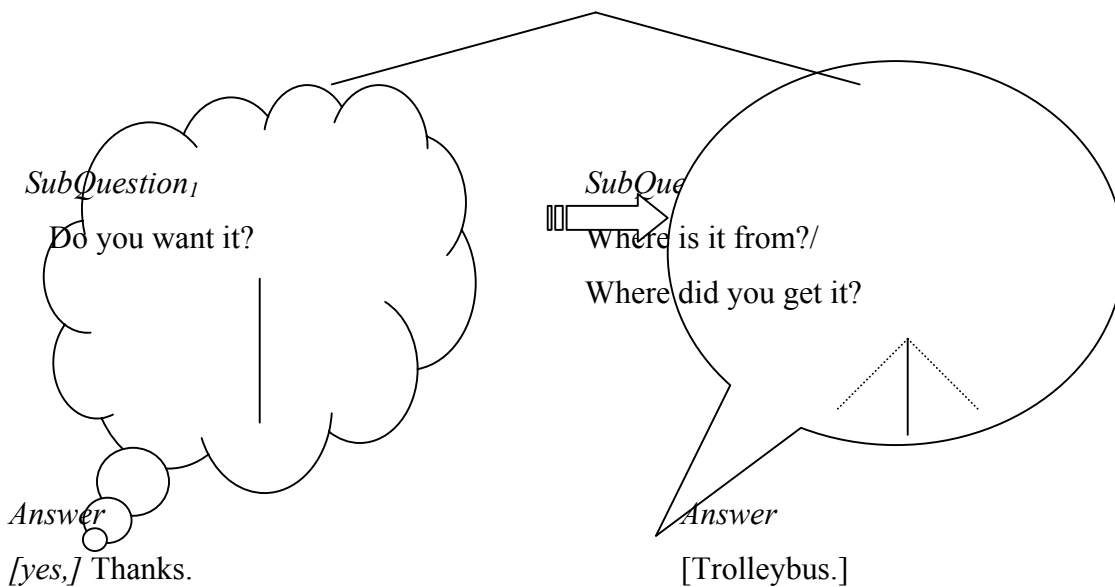 SubQuestion₁
Do you want it?
Answer
[yes,] Thanks.
SubQue
Where is it from?/
Where did you get it?
Answer
[Trolleybus.]